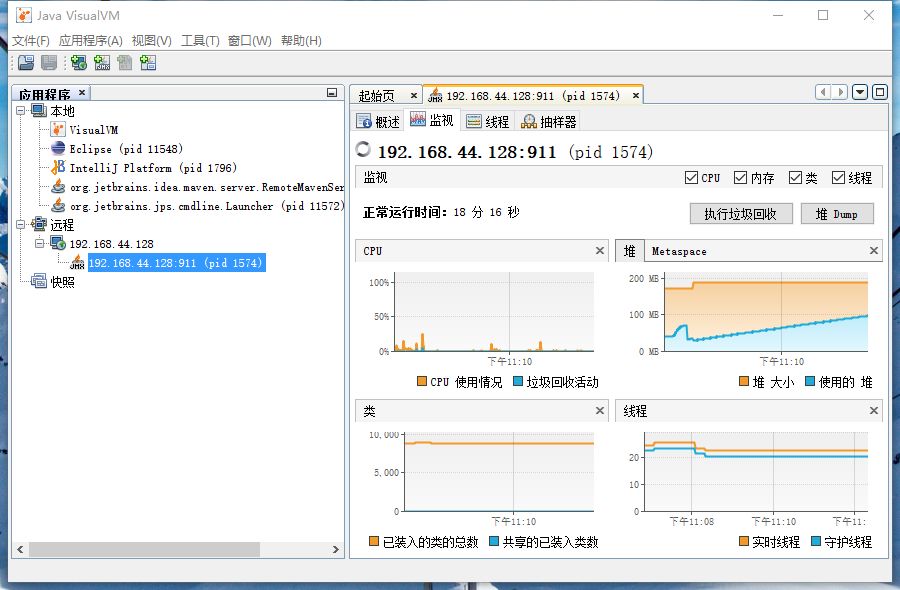 Java VisualVM
文件(F) 应用程序(A) 视图(V) 工具(T) 窗口(W) 帮助(H)
应用程序
本地
VisualVM
Eclipse (pid 11548)
IntelliJ Platform (pid 1796)
org.jetbrains.idea.maven.server.RemoteMavenSer
org.jetbrains.jps.cmdline.Launcher (pid 11572)
远程
192.168.44.128
192.168.44.128:911 (pid 1574)
快照
起始页
192.168.44.128:911 (pid 1574)
概述 监视 线程 抽样器
192.168.44.128:911 (pid 1574)
监视 CPU 内存 类 线程
正常运行时间: 18 分 16 秒
执行垃圾回收 堆 Dump
CPU
100%
50%
0%
下午11:10
CPU 使用情况 垃圾回收活动
堆 Metaspace
200 MB
100 MB
0 MB
下午11:10
堆 大小 使用的 堆
类
10,000
5,000
0
下午11:10
已装入的类的总数 共享的已装入类数
线程
20
10
0
下午11:08 下午11:10 下午11:
实时线程 守护线程